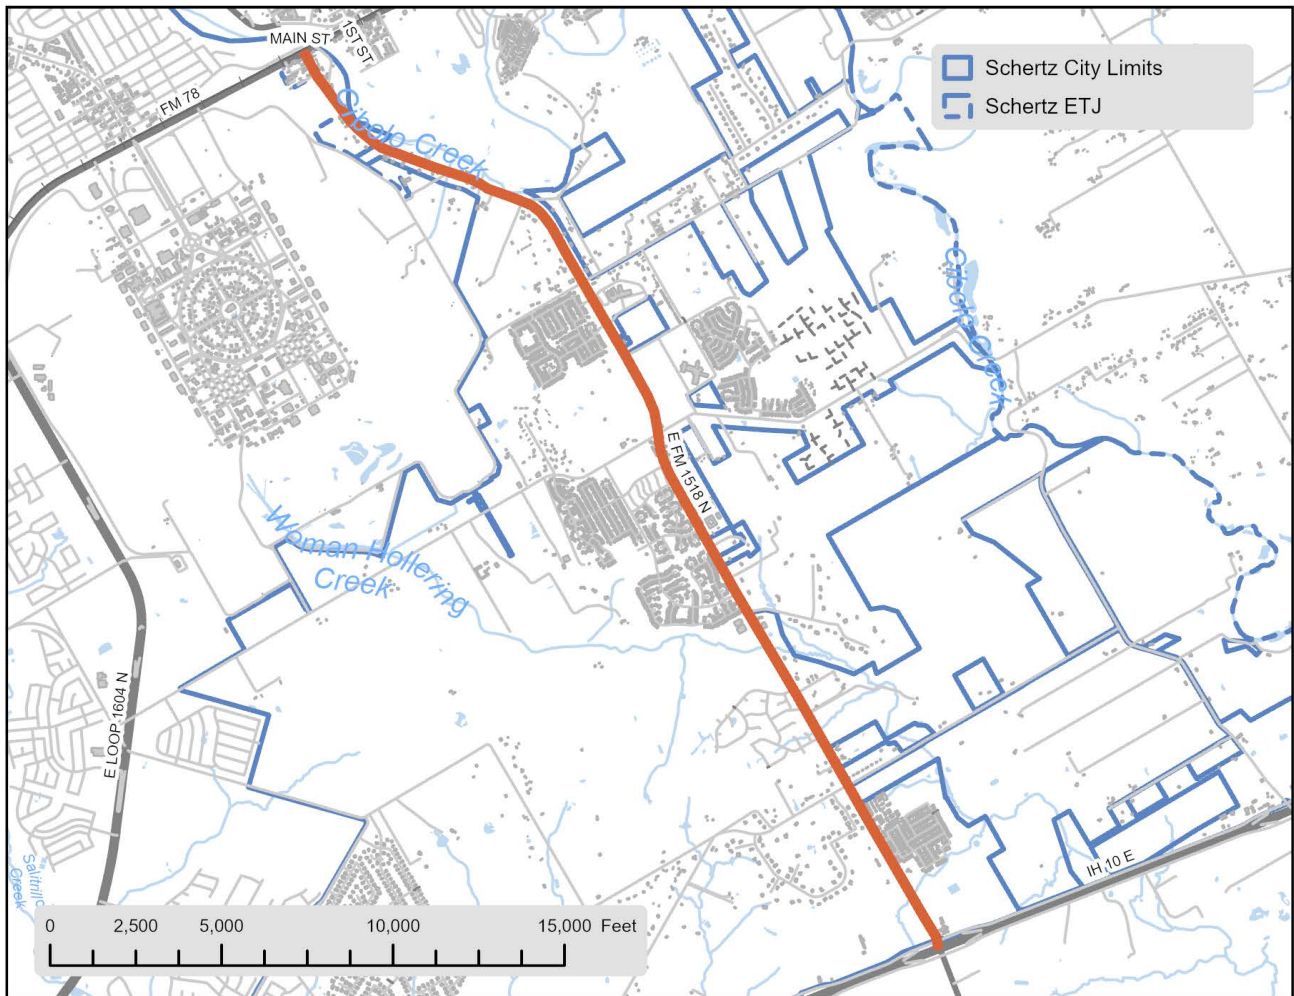 MAIN ST
1ST ST
FM 78
Schertz City Limits
Schertz ETJ
Cibolo Creek
Cibolo Creek
E FM 1518 N
Woman Hollering
Creek
E LOOP 1604 N
IH 10 E
Salitrillo
Creek
0 2,500 5,000 10,000 15,000 Feet